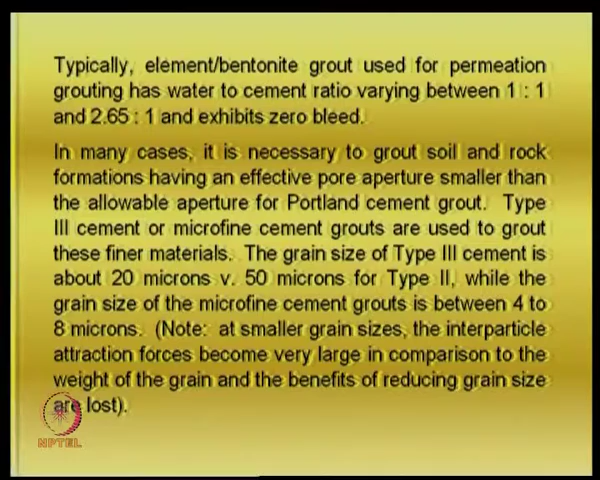 Typically, element/bentonite grout used for permeation
grouting has water to cement ratio varying between 1 : 1
and 2.65 : 1 and exhibits zero bleed.
In many cases, it is necessary to grout soil and rock
formations having an effective pore aperture smaller than
the allowable aperture for Portland cement grout. Type
III cement or microfine cement grouts are used to grout
these finer materials. The grain size of Type III cement is
about 20 microns v. 50 microns for Type II, while the
grain size of the microfine cement grouts is between 4 to
8 microns. (Note: at smaller grain sizes, the interparticle
attraction forces become very large in comparison to the
weight of the grain and the benefits of reducing grain size
are lost).
NPTEL